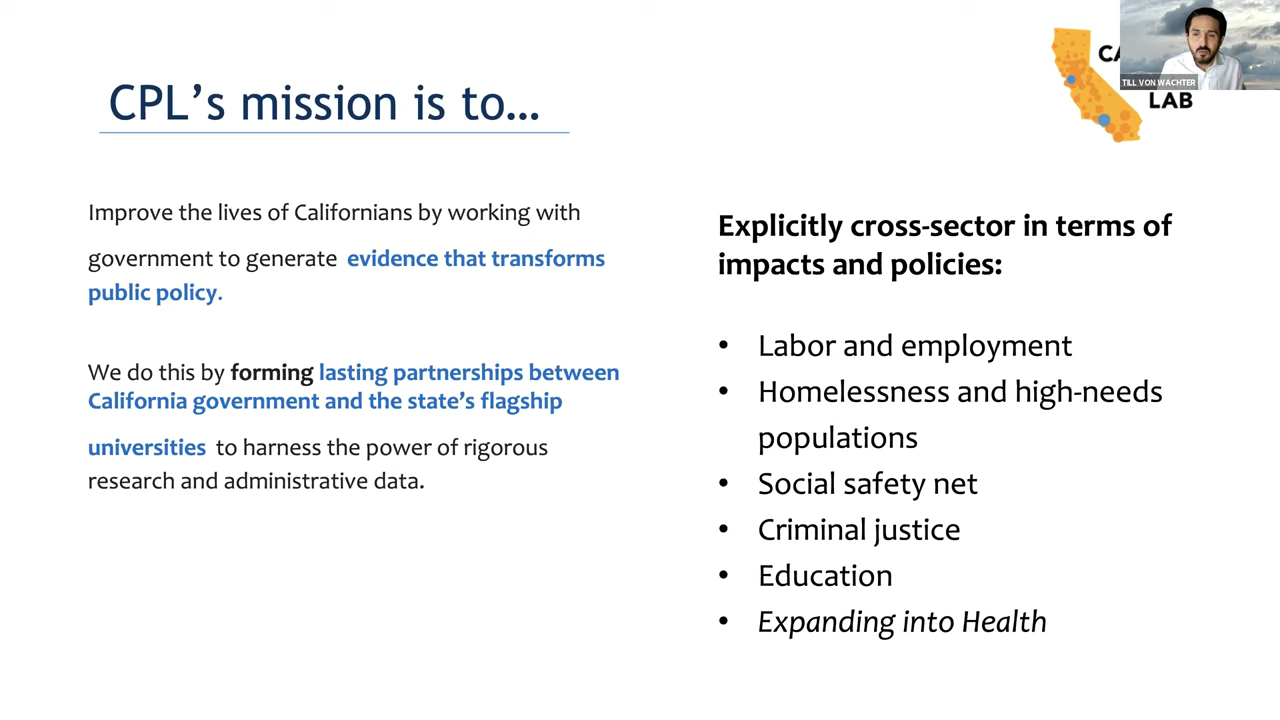 CPL's mission is to...
TILL VON WACHTER
LAB
Improve the lives of Californians by working with
government to generate evidence that transforms
public policy.
We do this by forming lasting partnerships between
California government and the state's flagship
universities to harness the power of rigorous
research and administrative data.
Explicitly cross-sector in terms of
impacts and policies:
• Labor and employment
• Homelessness and high-needs
populations
• Social safety net
• Criminal justice
• Education
• Expanding into Health